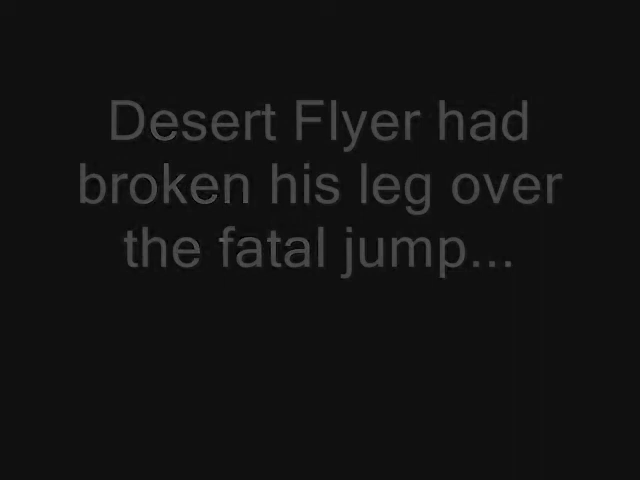 Desert Flyer had
broken his leg over
the fatal jump...